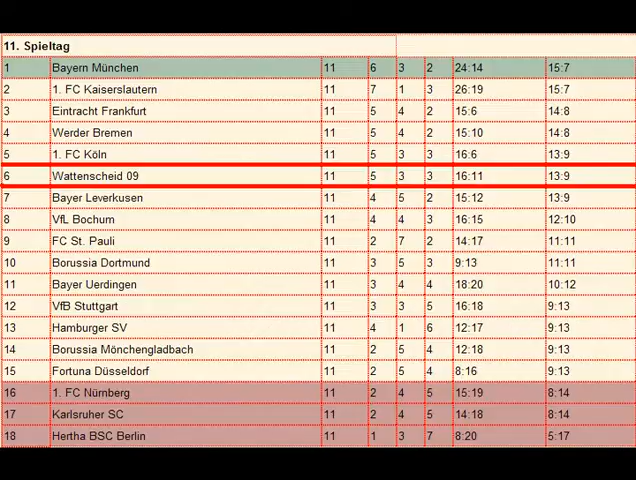 11. Spieltag
1 Bayern München 11 6 3 2 24:14 15:7
2 1. FC Kaiserslautern 11 7 1 3 26:19 15:7
3 Eintracht Frankfurt 11 5 4 2 15:6 14:8
4 Werder Bremen 11 5 4 2 15:10 14:8
5 1. FC Köln 11 5 3 3 16:6 13:9
6 Wattenscheid 09 11 5 3 3 16:11 13:9
7 Bayer Leverkusen 11 4 5 2 15:12 13:9
8 VfL Bochum 11 4 4 3 16:15 12:10
9 FC St. Pauli 11 2 7 2 14:17 11:11
10 Borussia Dortmund 11 3 5 3 9:13 11:11
11 Bayer Uerdingen 11 3 4 4 18:20 10:12
12 VfB Stuttgart 11 3 3 5 16:18 9:13
13 Hamburger SV 11 4 1 6 12:17 9:13
14 Borussia Mönchengladbach 11 2 5 4 12:18 9:13
15 Fortuna Düsseldorf 11 2 5 4 8:16 9:13
16 1. FC Nürnberg 11 2 4 5 15:19 8:14
17 Karlsruher SC 11 2 4 5 14:18 8:14
18 Hertha BSC Berlin 11 1 3 7 8:20 5:17